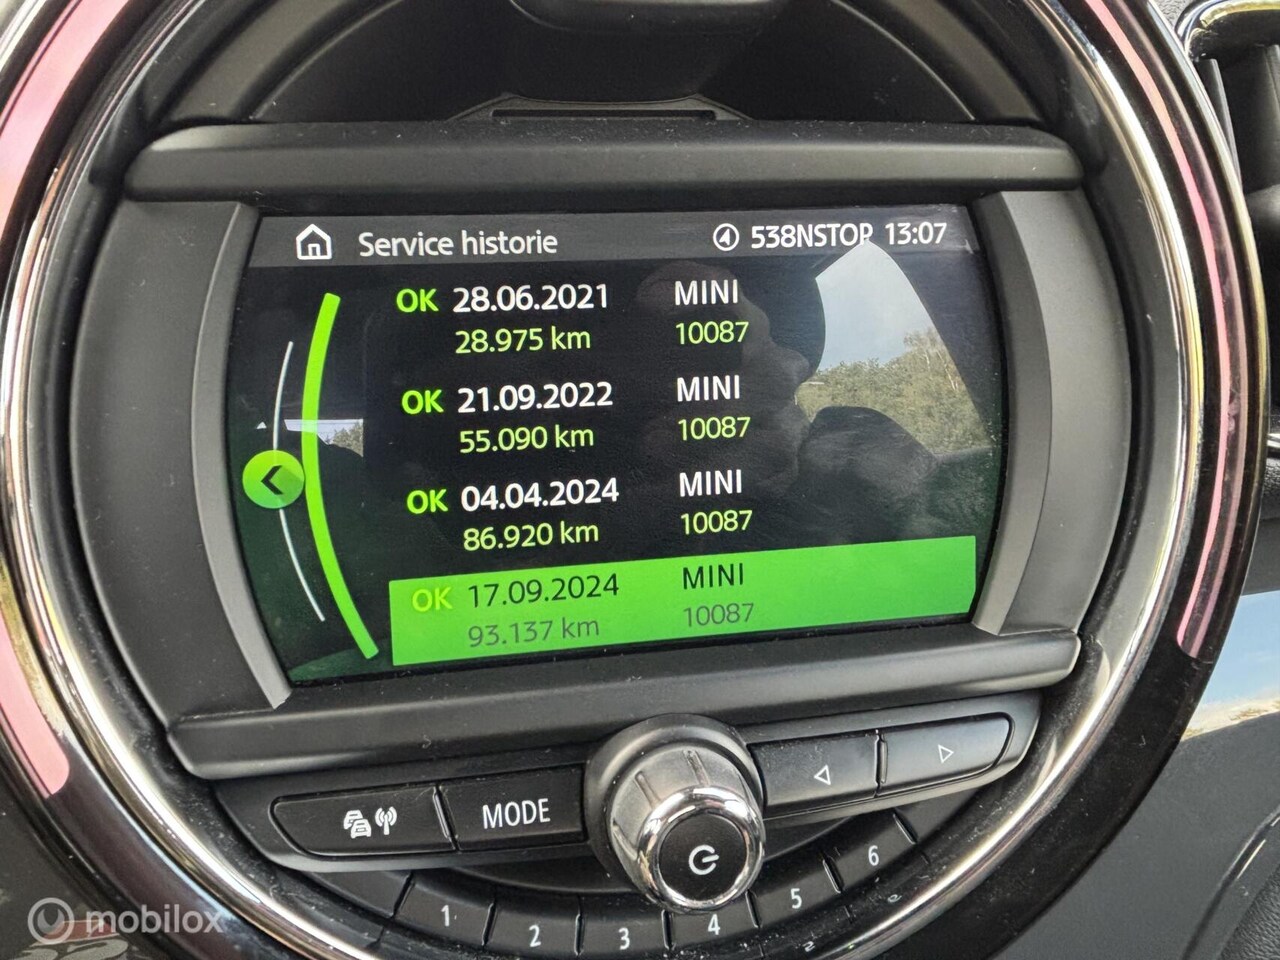 Service historie 538NSTOP 13:07
OK 28.06.2021 MINI
28.975 km 10087
OK 21.09.2022 MINI
55.090 km 10087
OK 04.04.2024 MINI
86.920 km 10087
OK 17.09.2024 MINI
93.137 km 10087
MODE
1 2 3 4 5 6
mobilox